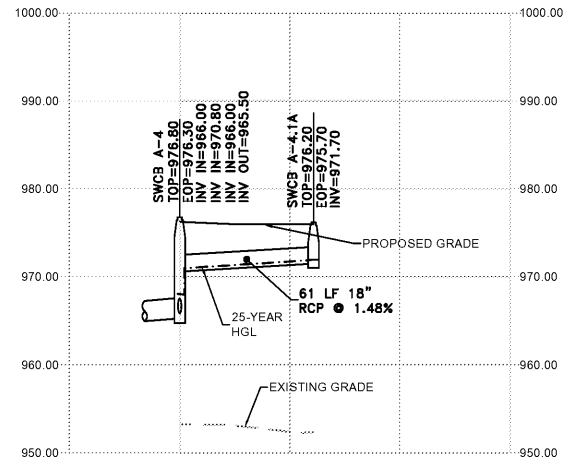 1000.00
1000.00
990.00
990.00
SWCB A-4
TOP=976.80
EOP=976.30
INV IN=966.00
INV IN=970.80
INV IN=966.00
INV OUT=965.50
SWCB A-4.1A
TOP=976.20
EOP=975.70
INV=971.70
980.00
980.00
PROPOSED GRADE
970.00
970.00
61 LF 18"
RCP @ 1.48%
25-YEAR
HGL
960.00
960.00
EXISTING GRADE
950.00
950.00